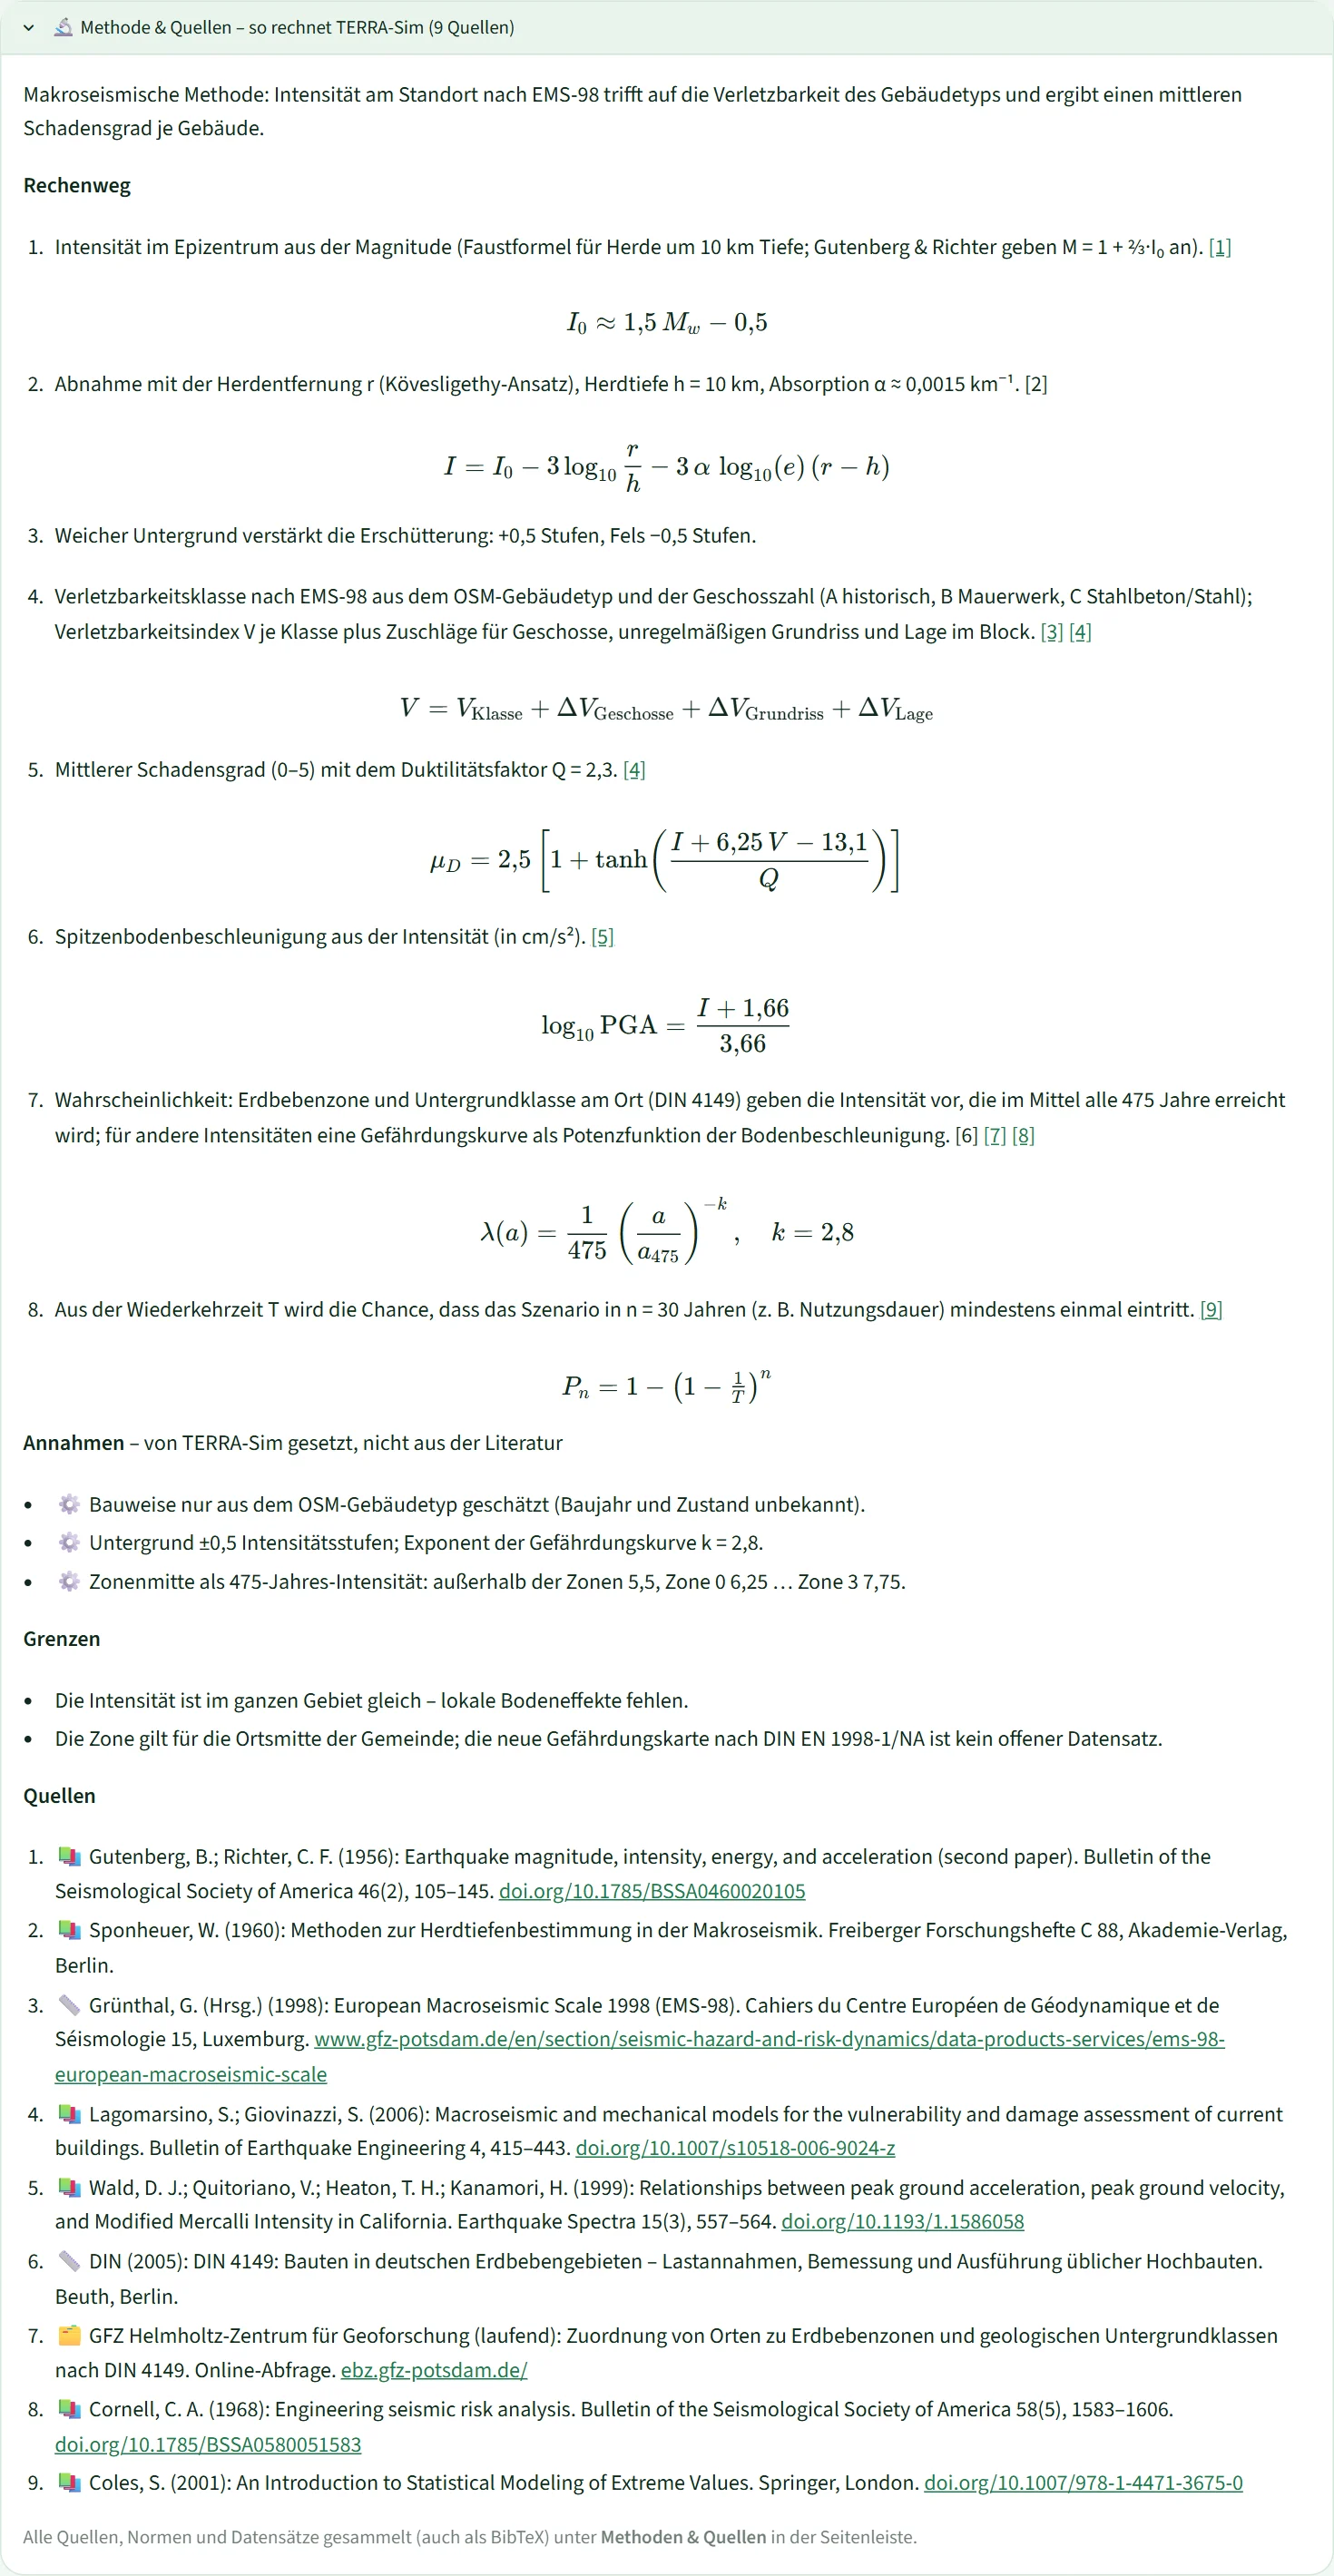 Methode & Quellen – so rechnet TERRA-Sim (9 Quellen)
Makroseismische Methode: Intensität am Standort nach EMS-98 trifft auf die Verletzbarkeit des Gebäudetyps und ergibt einen mittleren
Schadensgrad je Gebäude.
Rechenweg
1. Intensität im Epizentrum aus der Magnitude (Faustformel für Herde um 10 km Tiefe; Gutenberg & Richter geben M = 1 + ⅔·I₀ an). [1]
I₀ ≈ 1,5 M_w − 0,5
2. Abnahme mit der Herdentfernung r (Kövesligethy-Ansatz), Herdtiefe h = 10 km, Absorption α ≈ 0,0015 km⁻¹. [2]
I = I₀ − 3 log₁₀ r/h − 3 α log₁₀(e) (r − h)
3. Weicher Untergrund verstärkt die Erschütterung: +0,5 Stufen, Fels −0,5 Stufen.
4. Verletzbarkeitsklasse nach EMS-98 aus dem OSM-Gebäudetyp und der Geschosszahl (A historisch, B Mauerwerk, C Stahlbeton/Stahl);
Verletzbarkeitsindex V je Klasse plus Zuschläge für Geschosse, unregelmäßigen Grundriss und Lage im Block. [3] [4]
V = V_Klasse + ΔV_Geschosse + ΔV_Grundriss + ΔV_Lage
5. Mittlerer Schadensgrad (0–5) mit dem Duktilitätsfaktor Q = 2,3. [4]
μ_D = 2,5 [1 + tanh((I + 6,25 V − 13,1)/Q)]
6. Spitzenbodenbeschleunigung aus der Intensität (in cm/s²). [5]
log₁₀ PGA = (I + 1,66)/3,66
7. Wahrscheinlichkeit: Erdbebenzone und Untergrundklasse am Ort (DIN 4149) geben die Intensität vor, die im Mittel alle 475 Jahre erreicht
wird; für andere Intensitäten eine Gefährdungskurve als Potenzfunktion der Bodenbeschleunigung. [6] [7] [8]
λ(a) = 1/475 (a/a₄₇₅)^−k, k = 2,8
8. Aus der Wiederkehrzeit T wird die Chance, dass das Szenario in n = 30 Jahren (z. B. Nutzungsdauer) mindestens einmal eintritt. [9]
P_n = 1 − (1 − 1/T)^n
Annahmen – von TERRA-Sim gesetzt, nicht aus der Literatur
• Bauweise nur aus dem OSM-Gebäudetyp geschätzt (Baujahr und Zustand unbekannt).
• Untergrund ±0,5 Intensitätsstufen; Exponent der Gefährdungskurve k = 2,8.
• Zonenmitte als 475-Jahres-Intensität: außerhalb der Zonen 5,5, Zone 0 6,25 … Zone 3 7,75.
Grenzen
• Die Intensität ist im ganzen Gebiet gleich – lokale Bodeneffekte fehlen.
• Die Zone gilt für die Ortsmitte der Gemeinde; die neue Gefährdungskarte nach DIN EN 1998-1/NA ist kein offener Datensatz.
Quellen
1. Gutenberg, B.; Richter, C. F. (1956): Earthquake magnitude, intensity, energy, and acceleration (second paper). Bulletin of the
Seismological Society of America 46(2), 105–145. doi.org/10.1785/BSSA0460020105
2. Sponheuer, W. (1960): Methoden zur Herdtiefenbestimmung in der Makroseismik. Freiberger Forschungshefte C 88, Akademie-Verlag,
Berlin.
3. Grünthal, G. (Hrsg.) (1998): European Macroseismic Scale 1998 (EMS-98). Cahiers du Centre Européen de Géodynamique et de
Séismologie 15, Luxemburg. www.gfz-potsdam.de/en/section/seismic-hazard-and-risk-dynamics/data-products-services/ems-98-
european-macroseismic-scale
4. Lagomarsino, S.; Giovinazzi, S. (2006): Macroseismic and mechanical models for the vulnerability and damage assessment of current
buildings. Bulletin of Earthquake Engineering 4, 415–443. doi.org/10.1007/s10518-006-9024-z
5. Wald, D. J.; Quitoriano, V.; Heaton, T. H.; Kanamori, H. (1999): Relationships between peak ground acceleration, peak ground velocity,
and Modified Mercalli Intensity in California. Earthquake Spectra 15(3), 557–564. doi.org/10.1193/1.1586058
6. DIN (2005): DIN 4149: Bauten in deutschen Erdbebengebieten – Lastannahmen, Bemessung und Ausführung üblicher Hochbauten.
Beuth, Berlin.
7. GFZ Helmholtz-Zentrum für Geoforschung (laufend): Zuordnung von Orten zu Erdbebenzonen und geologischen Untergrundklassen
nach DIN 4149. Online-Abfrage. ebz.gfz-potsdam.de/
8. Cornell, C. A. (1968): Engineering seismic risk analysis. Bulletin of the Seismological Society of America 58(5), 1583–1606.
doi.org/10.1785/BSSA0580051583
9. Coles, S. (2001): An Introduction to Statistical Modeling of Extreme Values. Springer, London. doi.org/10.1007/978-1-4471-3675-0
Alle Quellen, Normen und Datensätze gesammelt (auch als BibTeX) unter Methoden & Quellen in der Seitenleiste.